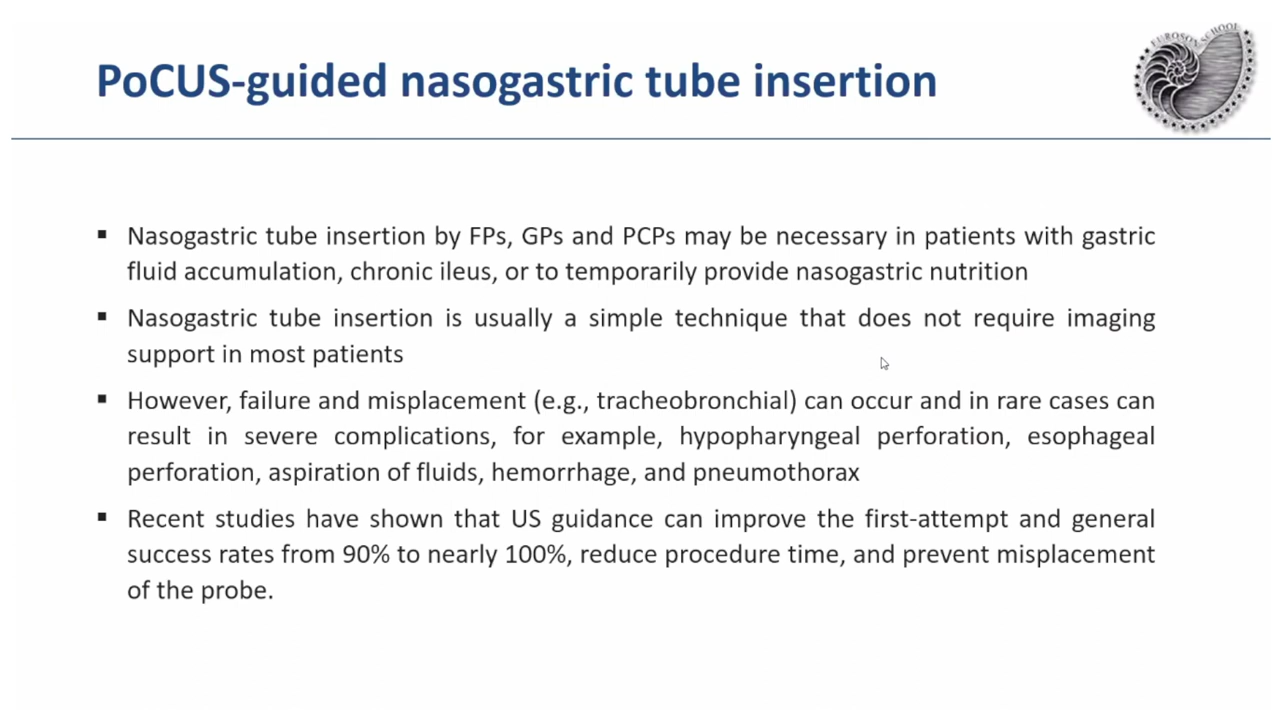 PoCUS-guided nasogastric tube insertion
EUROSON SCHOOL
▪ Nasogastric tube insertion by FPs, GPs and PCPs may be necessary in patients with gastric
fluid accumulation, chronic ileus, or to temporarily provide nasogastric nutrition
▪ Nasogastric tube insertion is usually a simple technique that does not require imaging
support in most patients
▪ However, failure and misplacement (e.g., tracheobronchial) can occur and in rare cases can
result in severe complications, for example, hypopharyngeal perforation, esophageal
perforation, aspiration of fluids, hemorrhage, and pneumothorax
▪ Recent studies have shown that US guidance can improve the first-attempt and general
success rates from 90% to nearly 100%, reduce procedure time, and prevent misplacement
of the probe.